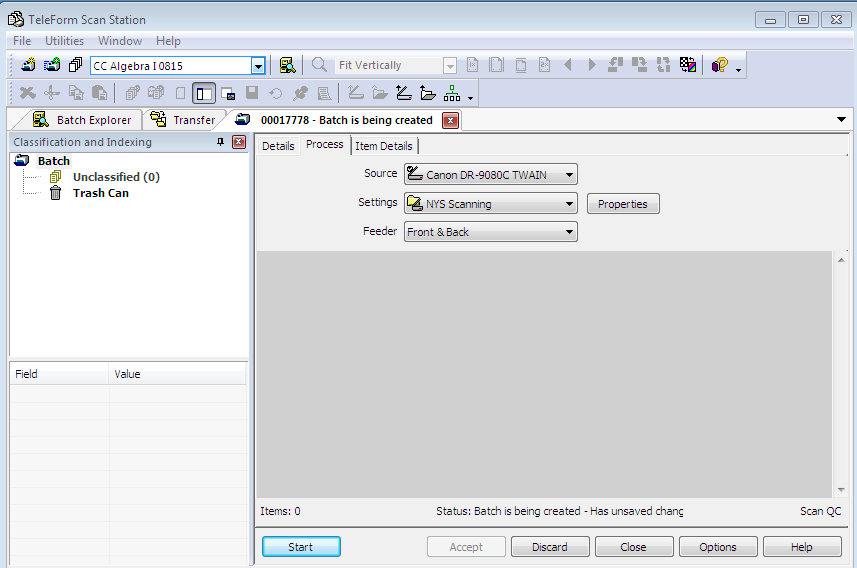 TeleForm Scan Station
File Utilities Window Help
CC Algebra I 0815 Fit Vertically
Batch Explorer Transfer 00017778 - Batch is being created
Classification and Indexing
Details Process Item Details
Batch
Unclassified (0)
Trash Can
Source Canon DR-9080C TWAIN
Settings NYS Scanning Properties
Feeder Front & Back
Field Value
Items: 0 Status: Batch is being created - Has unsaved chang Scan QC
Start Accept Discard Close Options Help